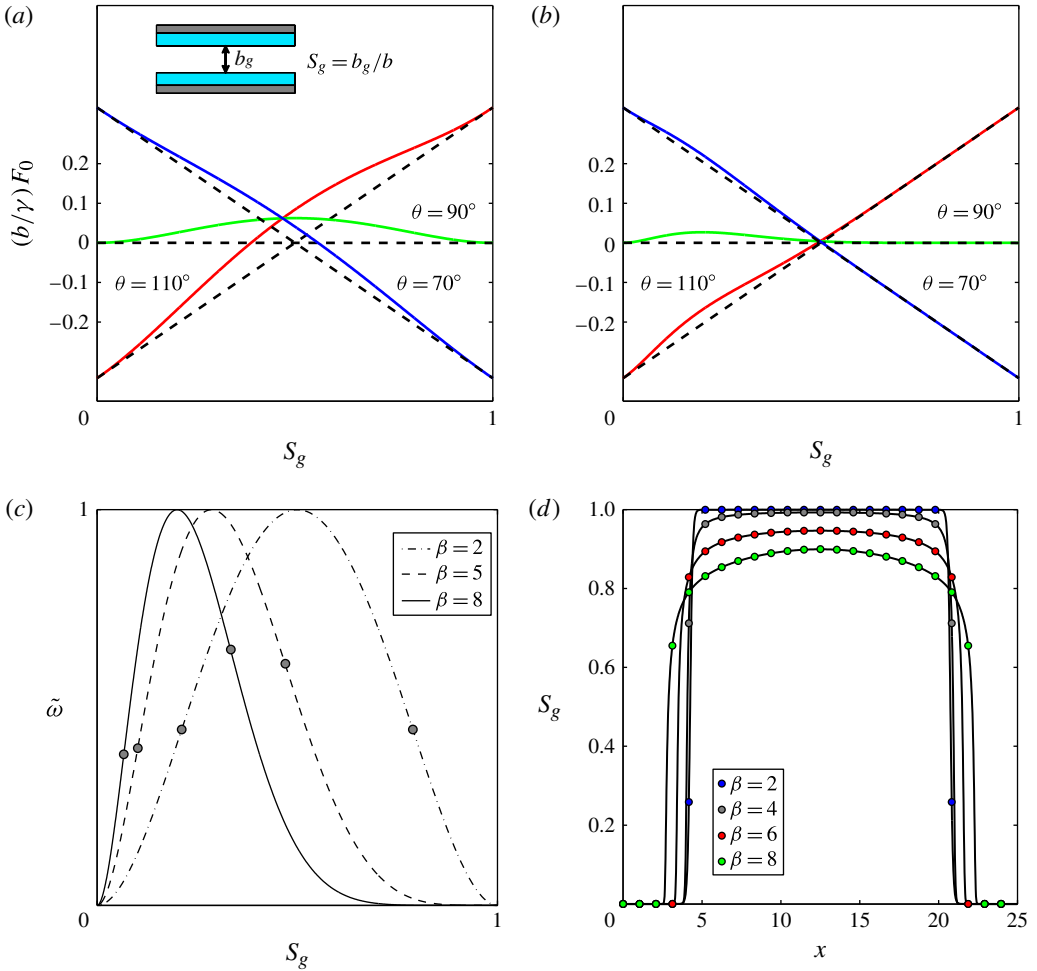 (a)
b_g
S_g = b_g/b
(b/γ) F_0
0.2
0.1
0
−0.1
−0.2
θ = 90°
θ = 110°
θ = 70°
0
1
S_g
(b)
0.2
0.1
0
−0.1
−0.2
θ = 90°
θ = 110°
θ = 70°
0
1
S_g
(c)
1
β = 2
β = 5
β = 8
ω̃
0
1
S_g
(d)
1.0
0.8
0.6
0.4
0.2
S_g
β = 2
β = 4
β = 6
β = 8
0
5
10
15
20
25
x